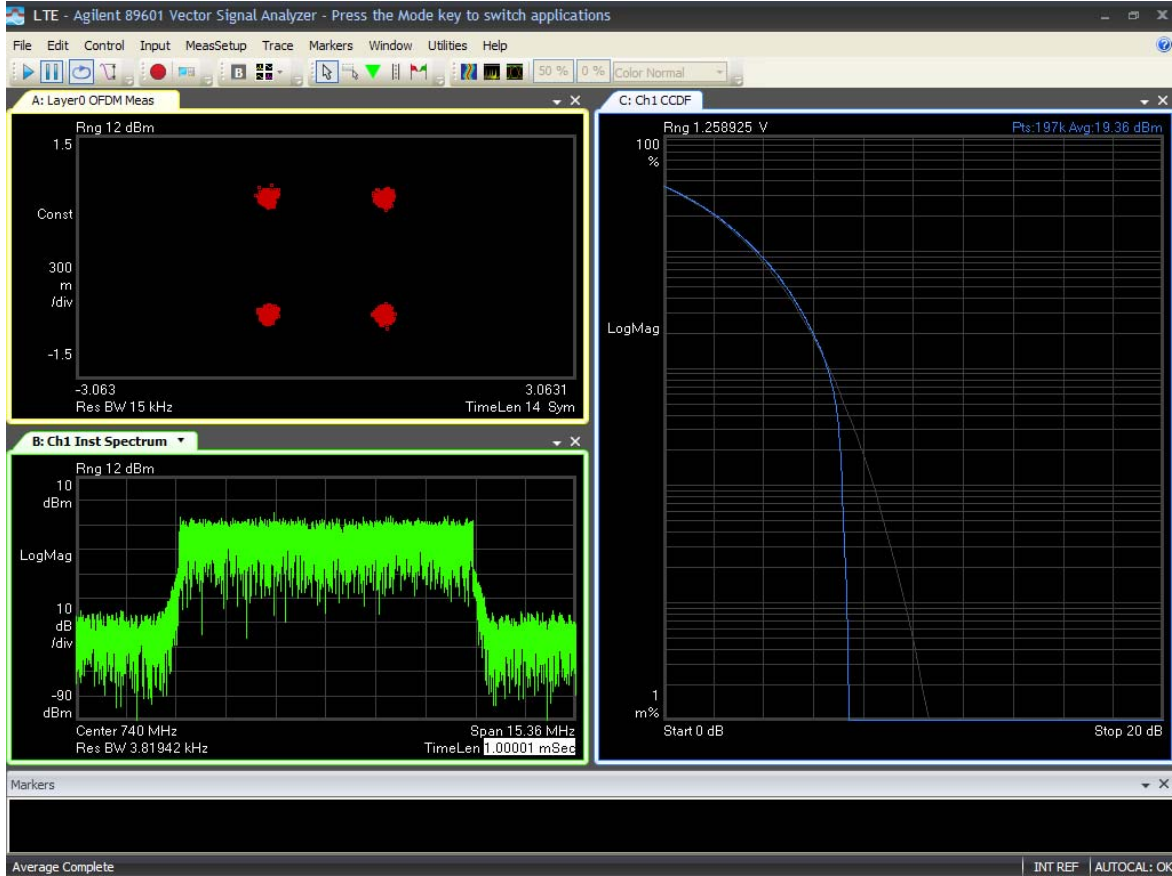 LTE - Agilent 89601 Vector Signal Analyzer - Press the Mode key to switch applications
File Edit Control Input MeasSetup Trace Markers Window Utilities Help
B 50 % 0 % Color Normal
A: Layer0 OFDM Meas
Rng 12 dBm
1.5
Const
300
m
/div
-1.5
-3.063 3.0631
Res BW 15 kHz TimeLen 14 Sym
B: Ch1 Inst Spectrum
Rng 12 dBm
10
dBm
LogMag
10
dB
/div
-90
dBm
Center 740 MHz Span 15.36 MHz
Res BW 3.81942 kHz TimeLen 1.00001 mSec
C: Ch1 CCDF
Rng 1.258925 V Pts:197k Avg:19.36 dBm
100
%
LogMag
1
m%
Start 0 dB Stop 20 dB
Markers
Average Complete INT REF AUTOCAL: OK